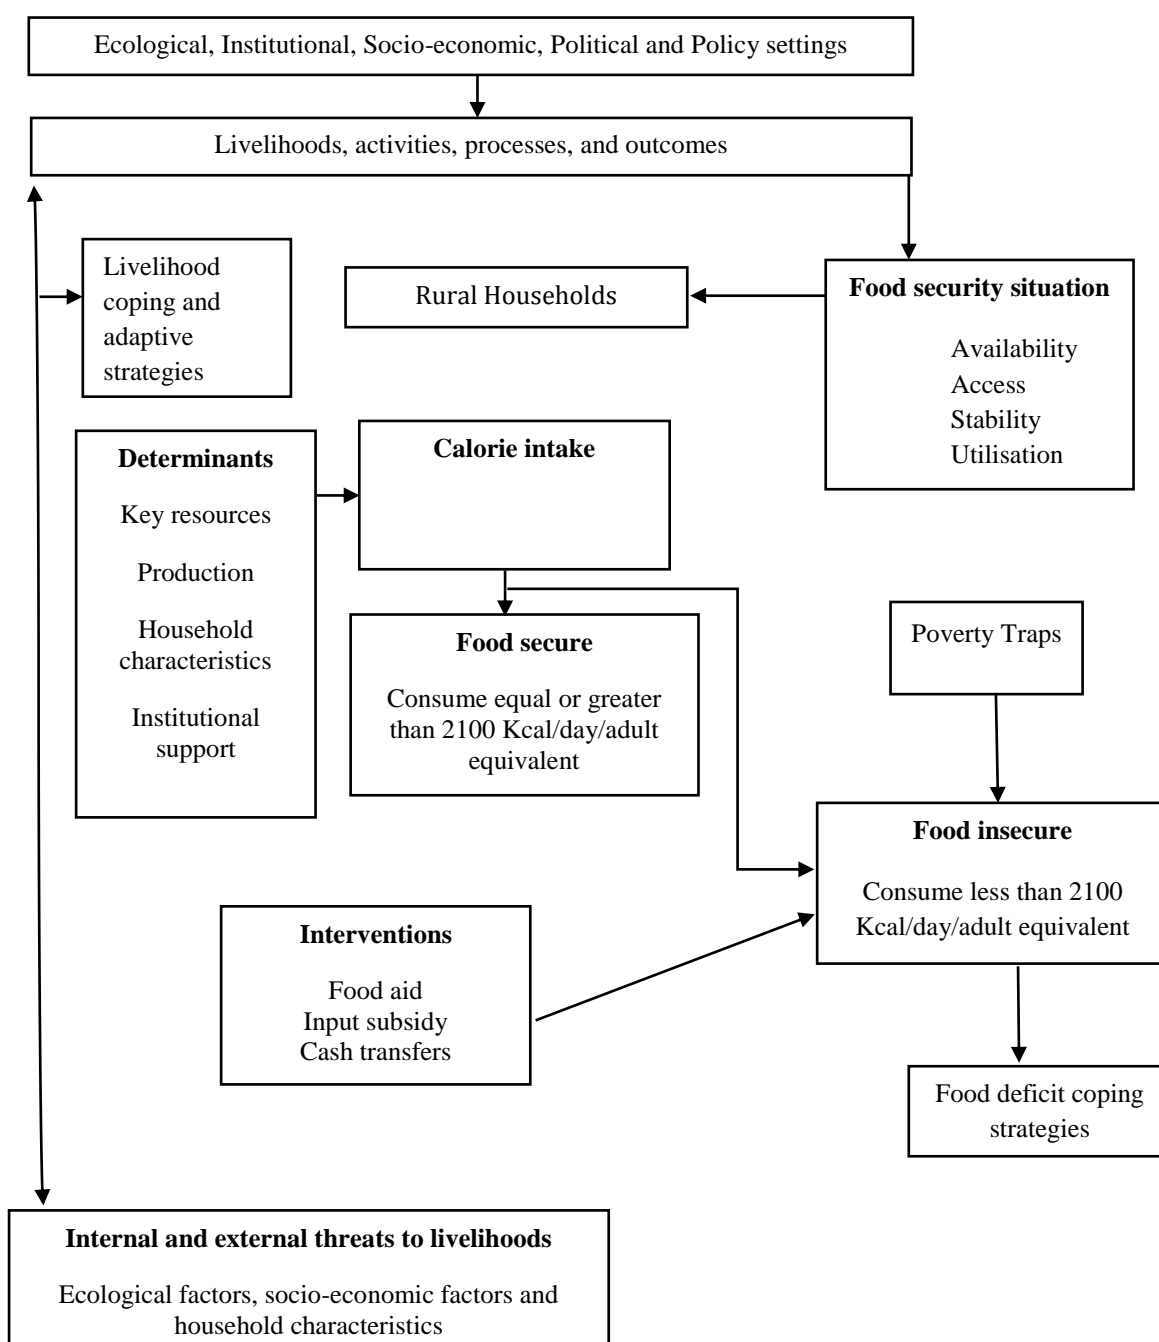 Ecological, Institutional, Socio-economic, Political and Policy settings
Livelihoods, activities, processes, and outcomes
Livelihood
coping and
adaptive
strategies
Rural Households
Food security situation
Availability
Access
Stability
Utilisation
Determinants
Key resources
Production
Household
characteristics
Institutional
support
Calorie intake
Food secure
Consume equal or greater
than 2100 Kcal/day/adult
equivalent
Poverty Traps
Food insecure
Consume less than 2100
Kcal/day/adult equivalent
Interventions
Food aid
Input subsidy
Cash transfers
Food deficit coping
strategies
Internal and external threats to livelihoods
Ecological factors, socio-economic factors and
household characteristics